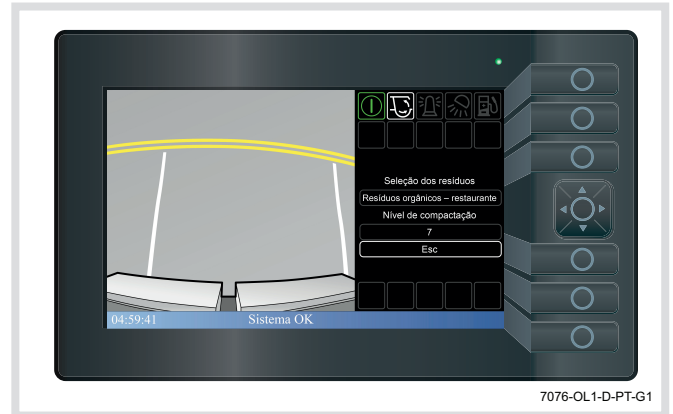 Seleção dos resíduos
Resíduos orgânicos – restaurante
Nível de compactação
7
Esc
04:59:41 Sistema OK
7076-OL1-D-PT-G1